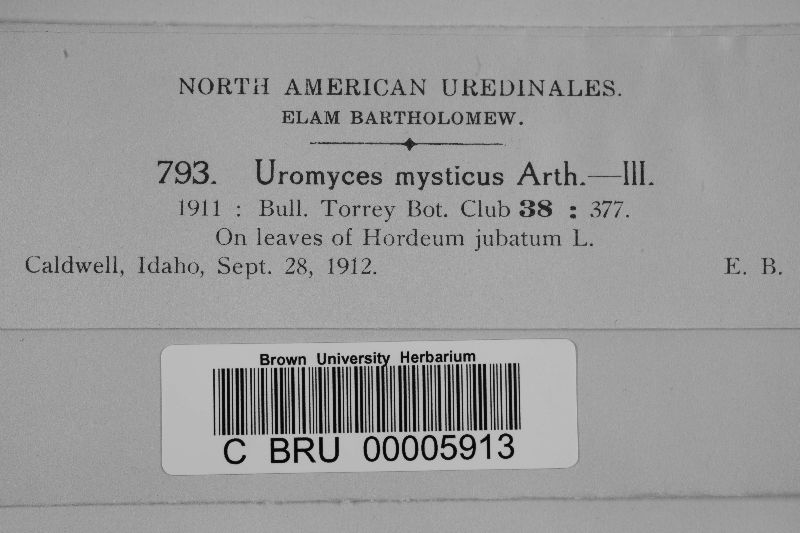 NORTH AMERICAN UREDINALES.
ELAM BARTHOLOMEW.
793. Uromyces mysticus Arth.—III.
1911 : Bull. Torrey Bot. Club 38 : 377.
On leaves of Hordeum jubatum L.
Caldwell, Idaho, Sept. 28, 1912. E. B.
Brown University Herbarium
C BRU 00005913